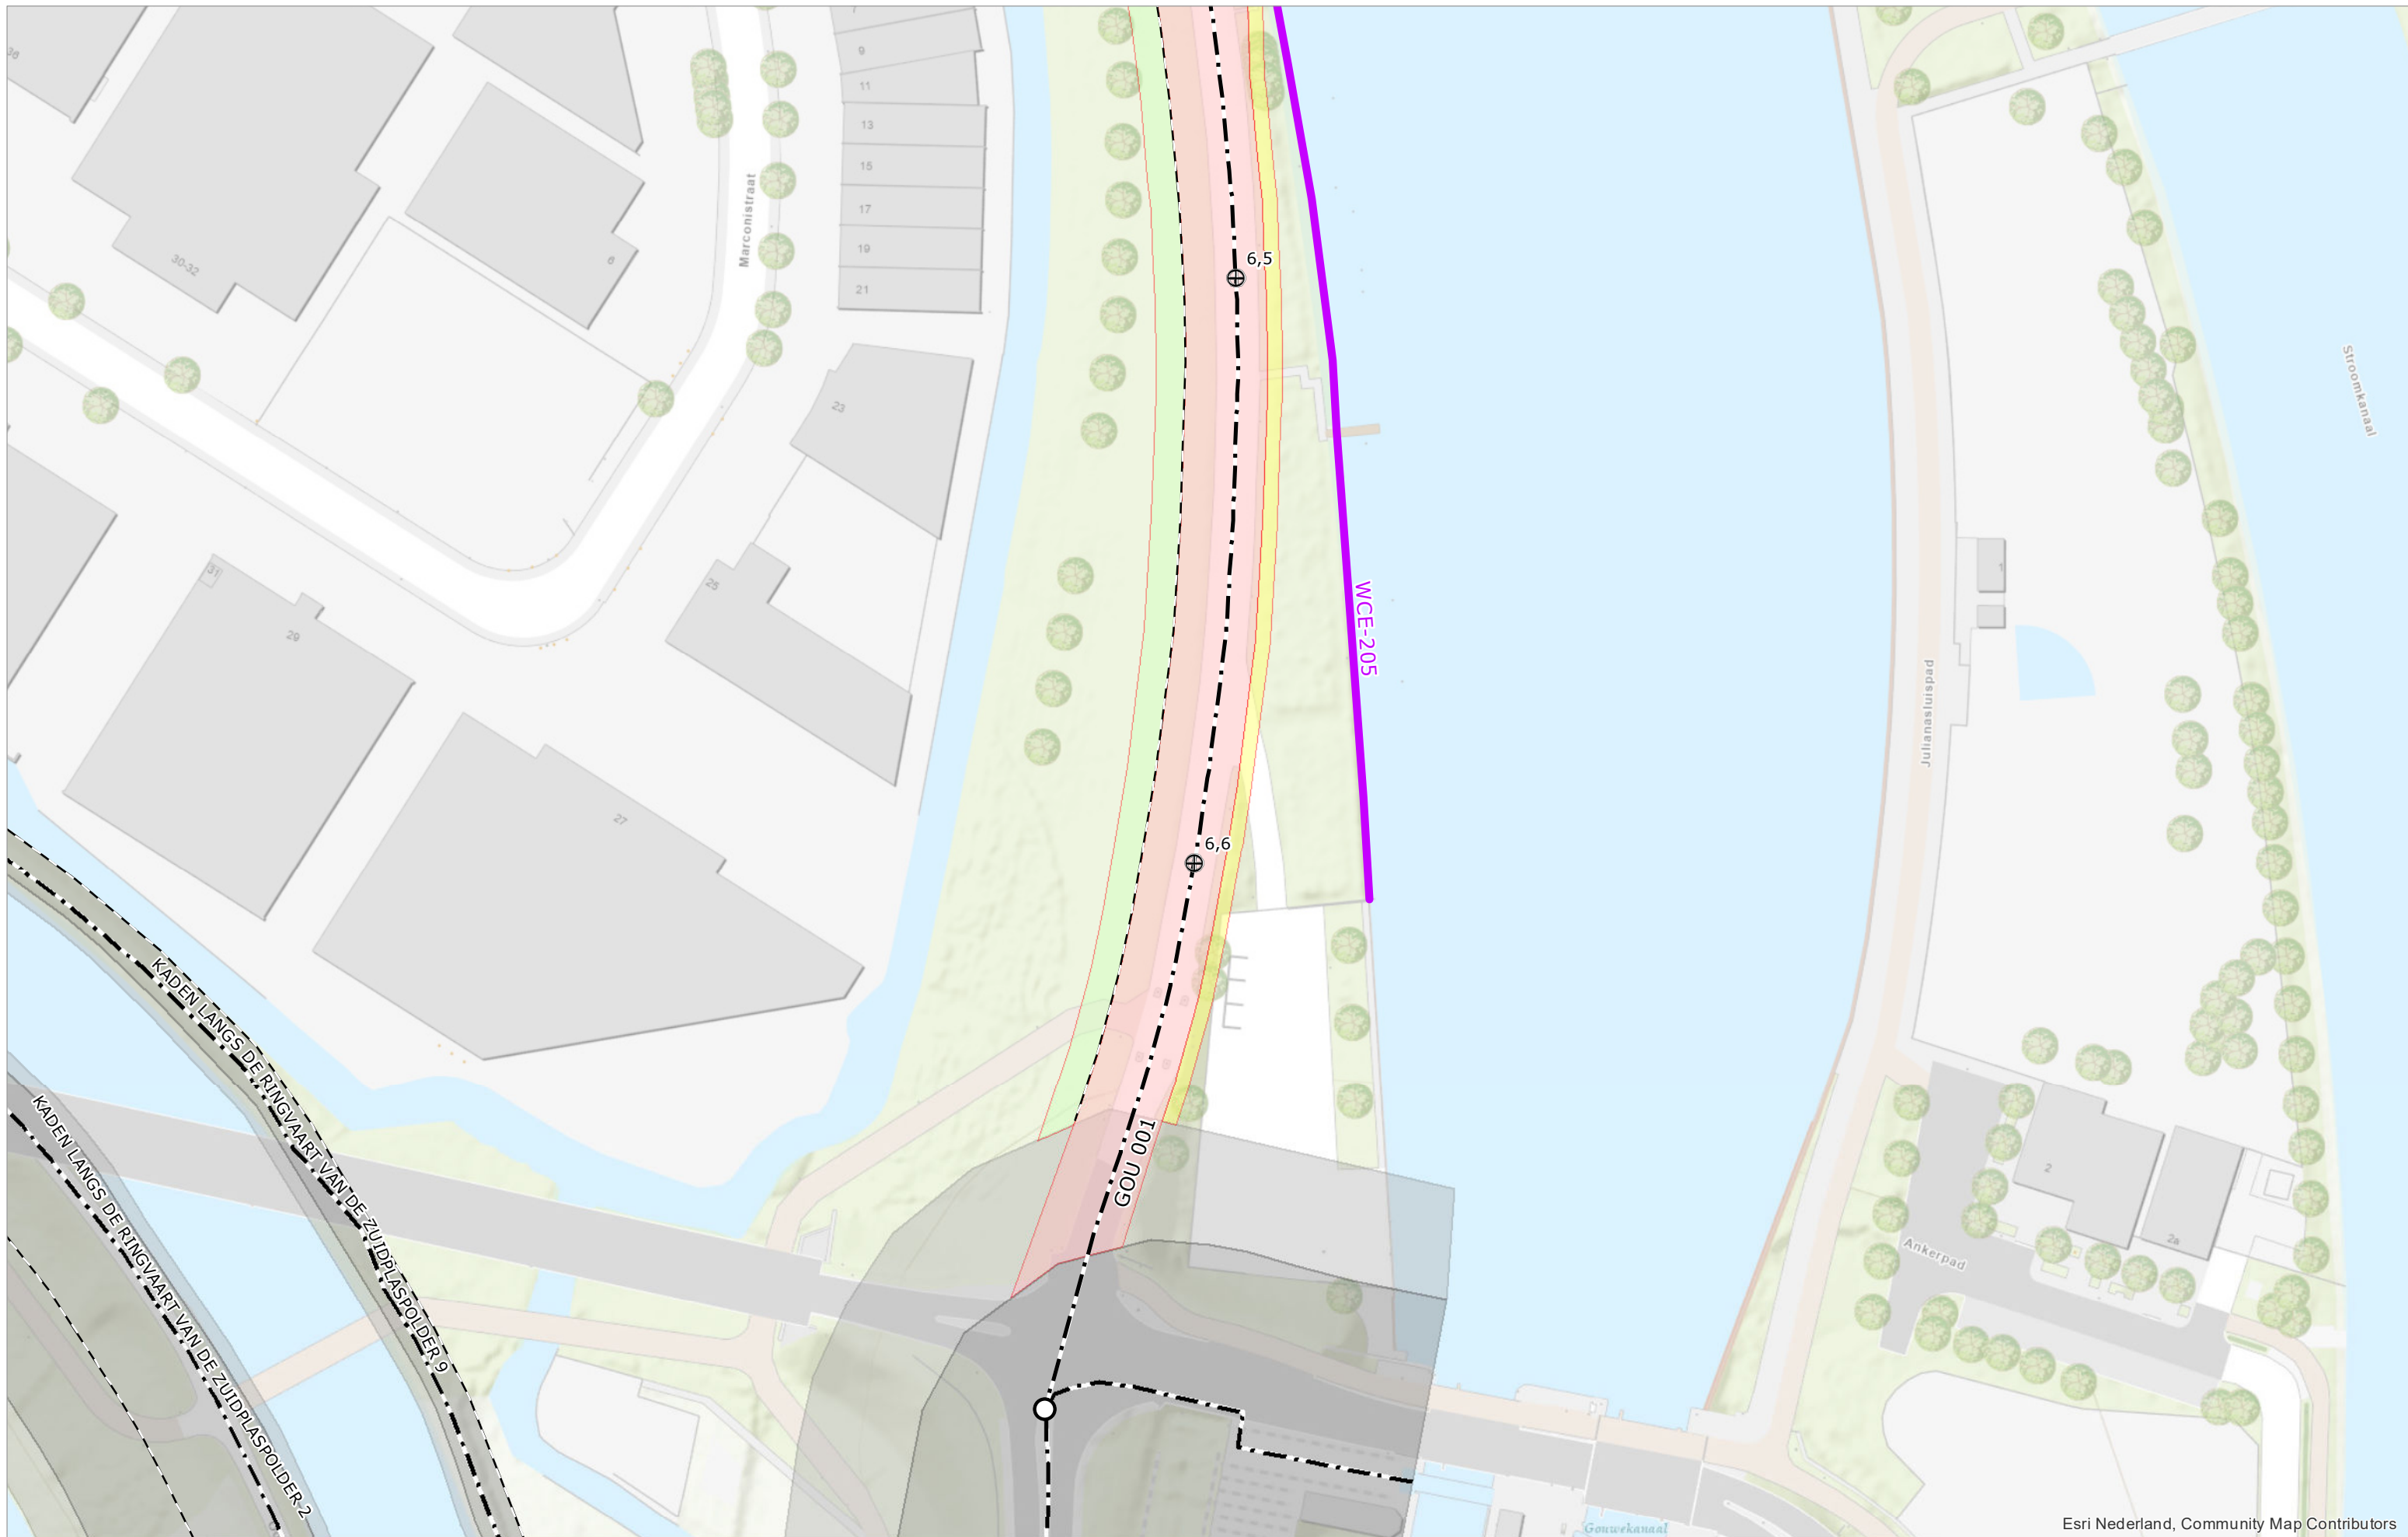 38
7
9
11
13
15
17
19
21
30-32
6
Marconistraat
6,5
23
Stroomkanaal
25
31
29
1
WCE-205
Julianasluispad
27
6,6
KADEN LANGS DE RINGVAART VAN DE ZUIDPLASPOLDER 9
KADEN LANGS DE RINGVAART VAN DE ZUIDPLASPOLDER 2
GOU 001
2
2a
Ankerpad
Gouwekanaal
Esri Nederland, Community Map Contributors